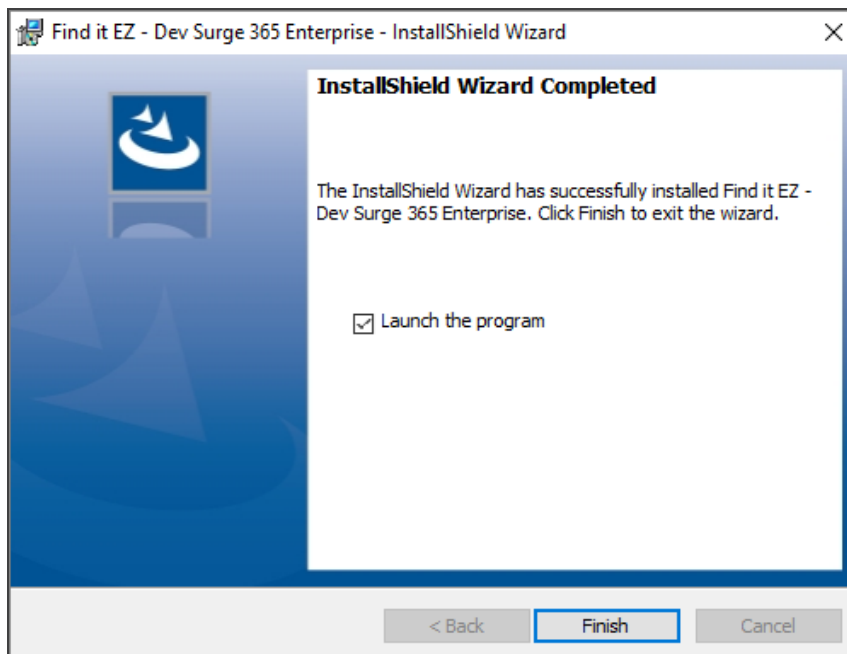 Find it EZ - Dev Surge 365 Enterprise - InstallShield Wizard
InstallShield Wizard Completed
The InstallShield Wizard has successfully installed Find it EZ -
Dev Surge 365 Enterprise. Click Finish to exit the wizard.
Launch the program
< Back
Finish
Cancel